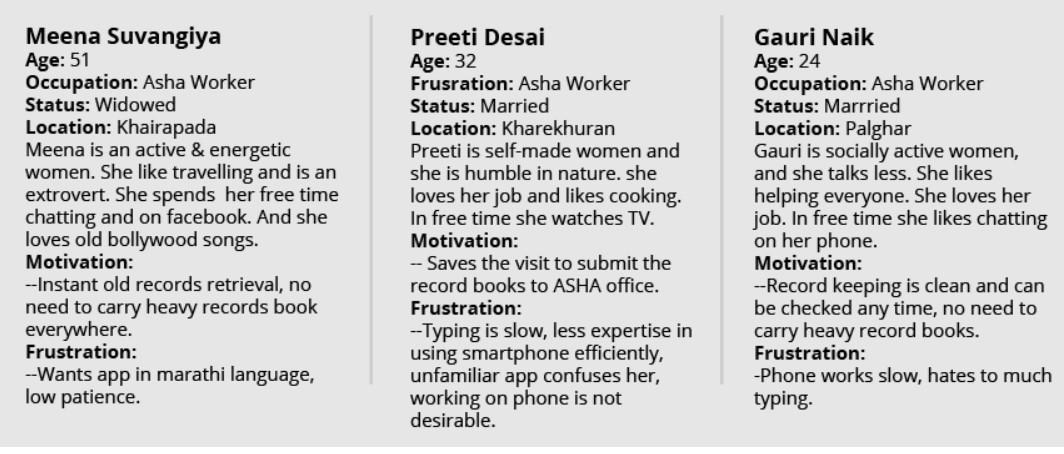 Meena Suvangiya
Age: 51
Occupation: Asha Worker
Status: Widowed
Location: Khairapada
Meena is an active & energetic
women. She like travelling and is an
extrovert. She spends her free time
chatting and on facebook. And she
loves old bollywood songs.
Motivation:
--Instant old records retrieval, no
need to carry heavy records book
everywhere.
Frustration:
--Wants app in marathi language,
low patience.
Preeti Desai
Age: 32
Frusration: Asha Worker
Status: Married
Location: Kharekhuran
Preeti is self-made women and
she is humble in nature. she
loves her job and likes cooking.
In free time she watches TV.
Motivation:
-- Saves the visit to submit the
record books to ASHA office.
Frustration:
--Typing is slow, less expertise in
using smartphone efficiently,
unfamiliar app confuses her,
working on phone is not
desirable.
Gauri Naik
Age: 24
Occupation: Asha Worker
Status: Marrried
Location: Palghar
Gauri is socially active women,
and she talks less. She likes
helping everyone. She loves her
job. In free time she likes chatting
on her phone.
Motivation:
--Record keeping is clean and can
be checked any time, no need to
carry heavy record books.
Frustration:
-Phone works slow, hates to much
typing.